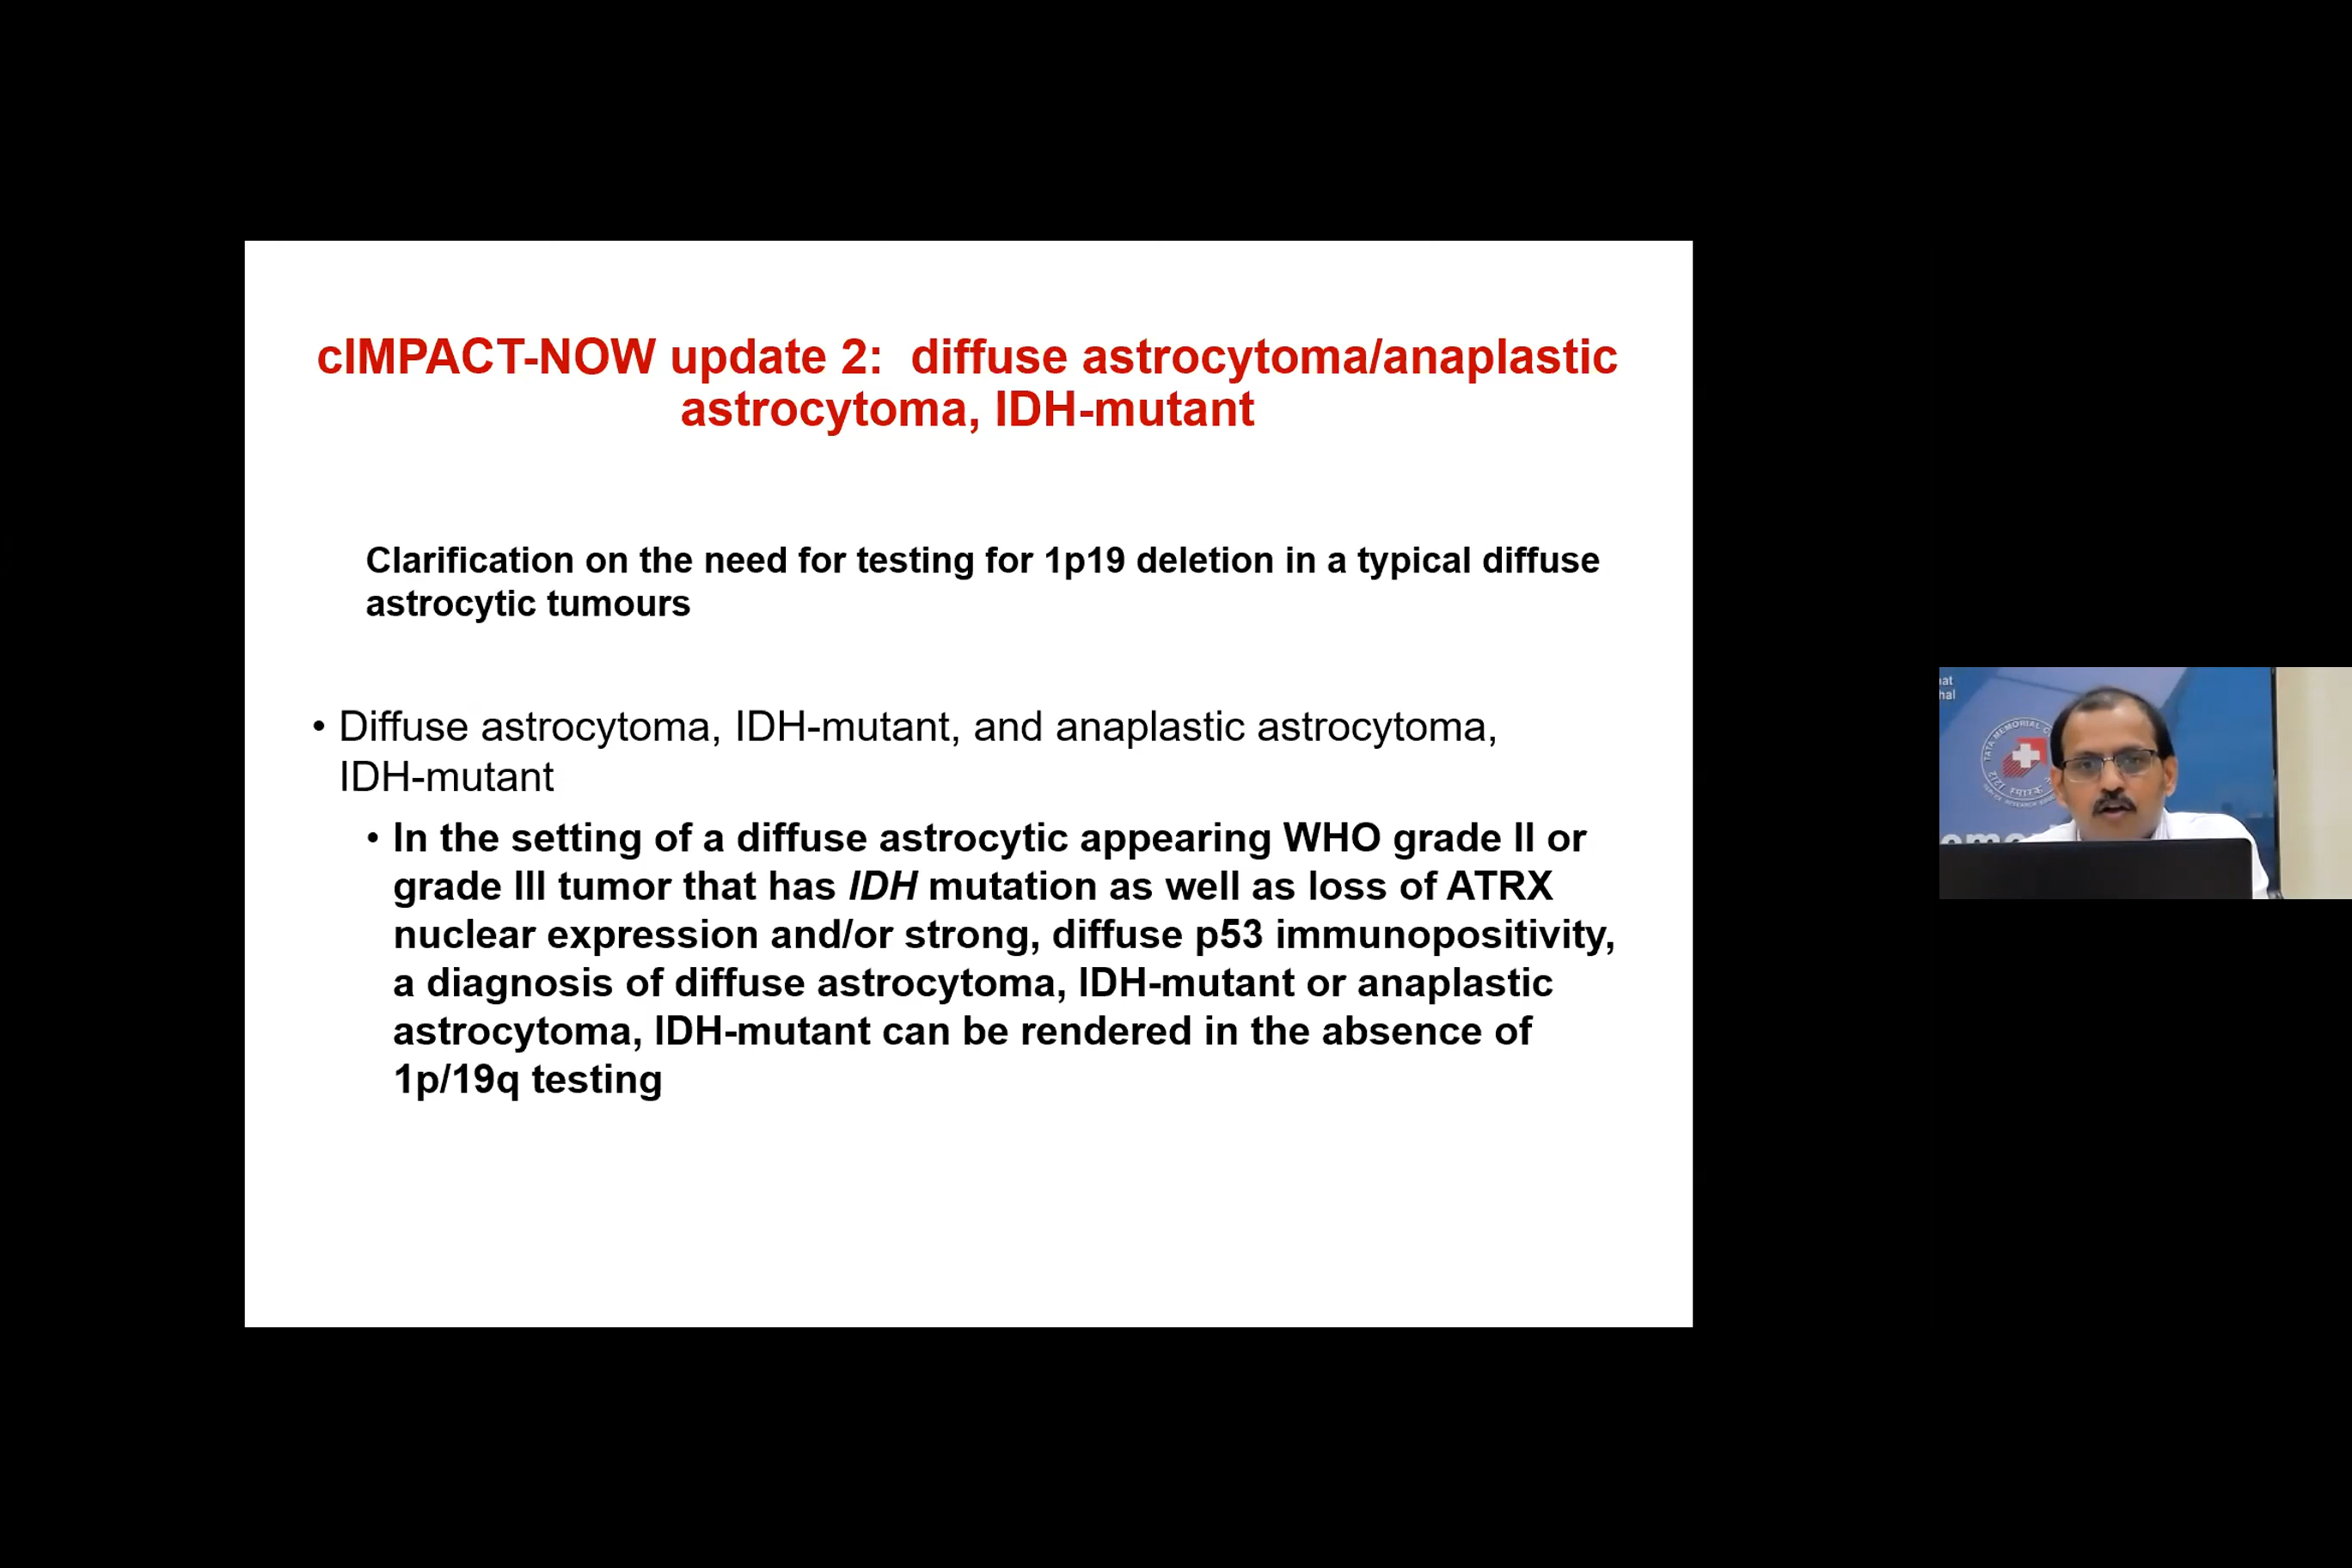 cIMPACT-NOW update 2: diffuse astrocytoma/anaplastic
astrocytoma, IDH-mutant
Clarification on the need for testing for 1p19 deletion in a typical diffuse
astrocytic tumours
• Diffuse astrocytoma, IDH-mutant, and anaplastic astrocytoma,
IDH-mutant
• In the setting of a diffuse astrocytic appearing WHO grade II or
grade III tumor that has IDH mutation as well as loss of ATRX
nuclear expression and/or strong, diffuse p53 immunopositivity,
a diagnosis of diffuse astrocytoma, IDH-mutant or anaplastic
astrocytoma, IDH-mutant can be rendered in the absence of
1p/19q testing
TATA MEMORIAL